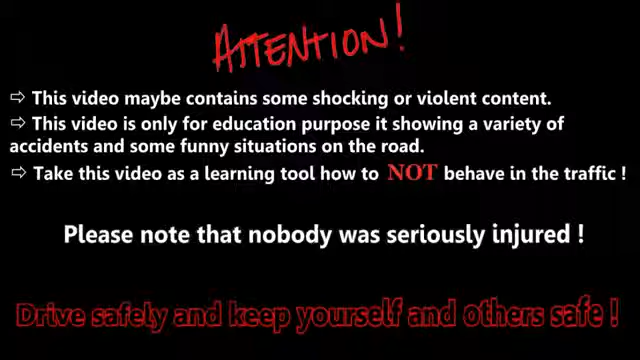 ATTENTION!
⇨ This video maybe contains some shocking or violent content.
⇨ This video is only for education purpose it showing a variety of
accidents and some funny situations on the road.
⇨ Take this video as a learning tool how to NOT behave in the traffic !
Please note that nobody was seriously injured !
Drive safely and keep yourself and others safe !